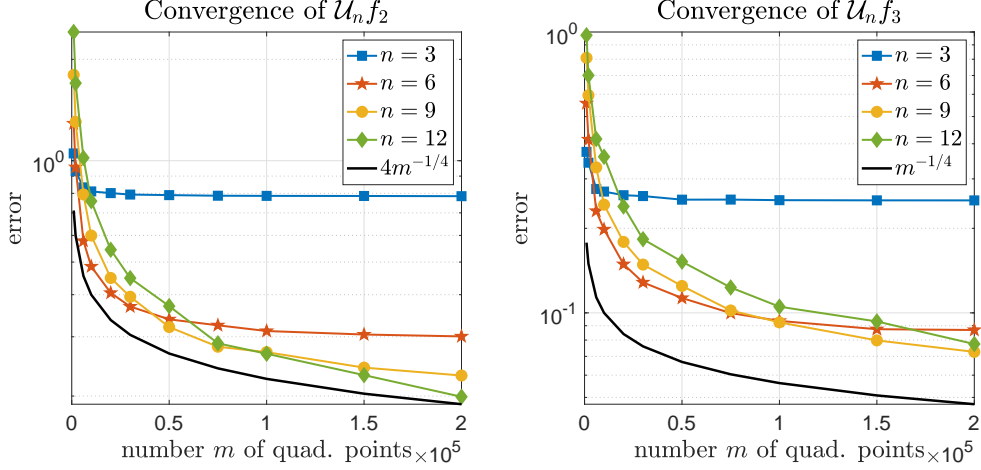 Convergence of 𝒰ₙf₂
n = 3
n = 6
n = 9
n = 12
4m⁻¹/⁴
10⁰
error
0 0.5 1 1.5 2
number m of quad. points ×10⁵
Convergence of 𝒰ₙf₃
n = 3
n = 6
n = 9
n = 12
m⁻¹/⁴
10⁰
10⁻¹
error
0 0.5 1 1.5 2
number m of quad. points ×10⁵